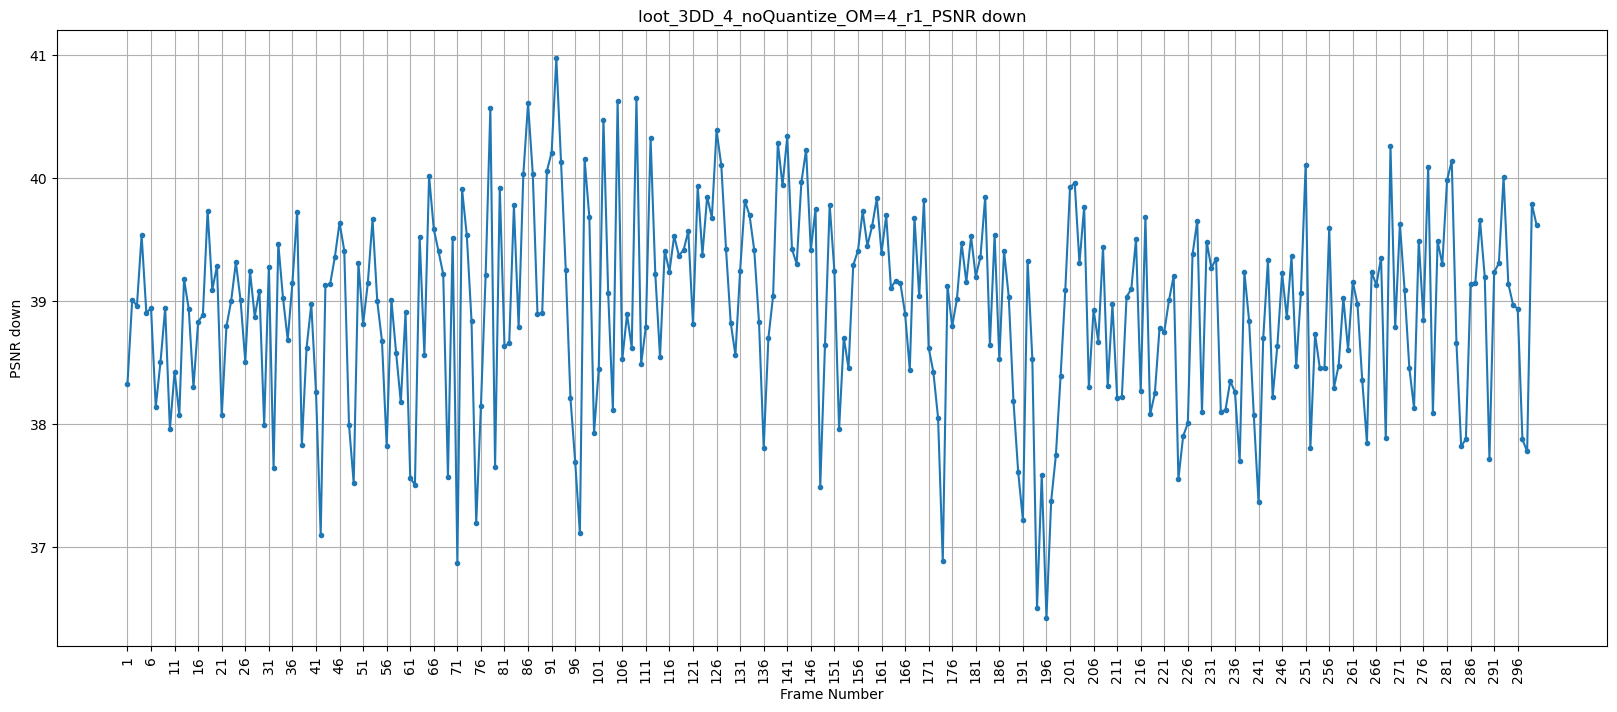 loot_3DD_4_noQuantize_OM=4_r1_PSNR down
41
40
39
38
37
PSNR down
1 6 11 16 21 26 31 36 41 46 51 56 61 66 71 76 81 86 91 96 101 106 111 116 121 126 131 136 141 146 151 156 161 166 171 176 181 186 191 196 201 206 211 216 221 226 231 236 241 246 251 256 261 266 271 276 281 286 291 296
Frame Number